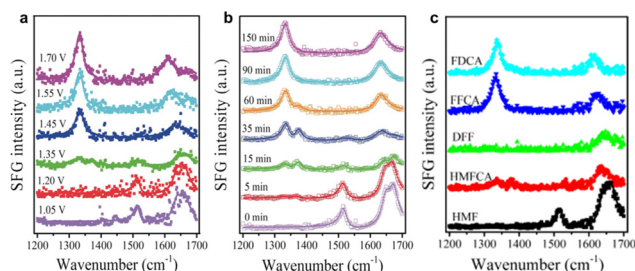 a
SFG intensity (a.u.)
1.70 V
1.55 V
1.45 V
1.35 V
1.20 V
1.05 V
1200 1300 1400 1500 1600 1700
Wavenumber (cm⁻¹)
b
SFG intensity (a.u.)
150 min
90 min
60 min
35 min
15 min
5 min
0 min
1200 1300 1400 1500 1600 1700
Wavenumber (cm⁻¹)
c
SFG intensity (a.u.)
FDCA
FFCA
DFF
HMFCA
HMF
1200 1300 1400 1500 1600 1700
Wavenumber (cm⁻¹)